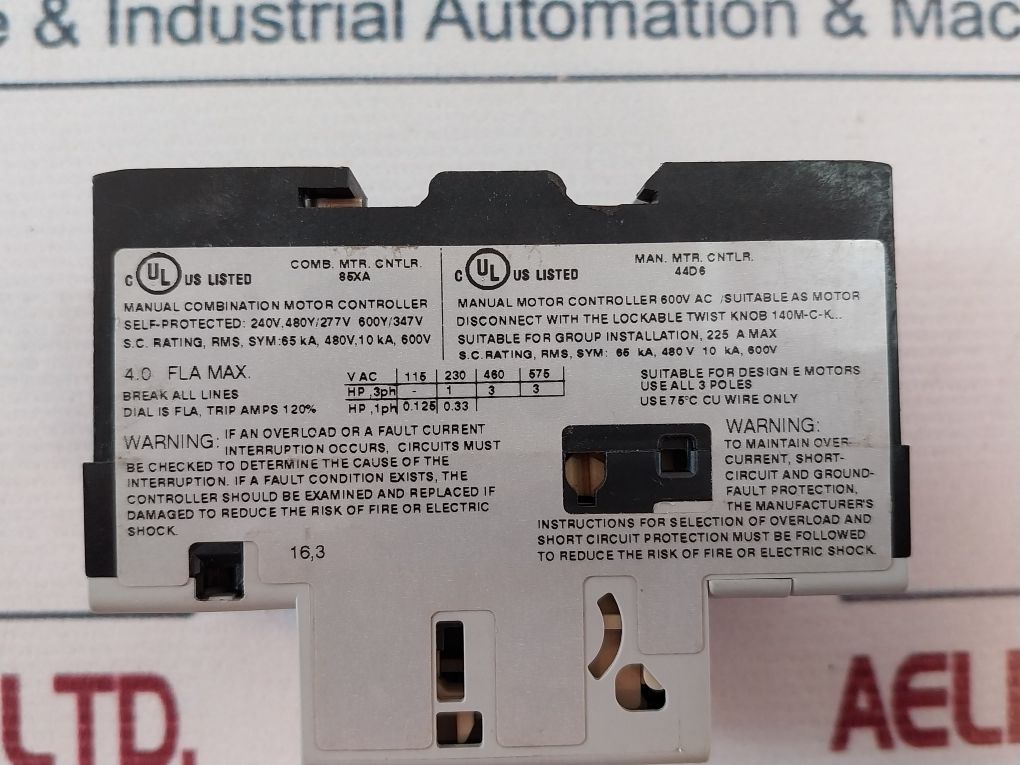 e & Industrial Automation & Mac
C UL US LISTED
COMB. MTR. CNTLR.
85XA
MANUAL COMBINATION MOTOR CONTROLLER
SELF-PROTECTED: 240V,480Y/277V 600Y/347V
S.C. RATING, RMS, SYM:65 kA, 480V,10 kA, 600V
C UL US LISTED
MAN. MTR. CNTLR.
44D6
MANUAL MOTOR CONTROLLER 600V AC /SUITABLE AS MOTOR
DISCONNECT WITH THE LOCKABLE TWIST KNOB 140M-C-K...
SUITABLE FOR GROUP INSTALLATION, 225 A MAX
S.C. RATING, RMS, SYM: 65 kA, 480 V 10 kA, 600V
4.0 FLA MAX.
BREAK ALL LINES
DIAL IS FLA, TRIP AMPS 120%
V AC 115 230 460 575
HP ,3ph - 1 3 3
HP ,1ph 0.125 0.33
SUITABLE FOR DESIGN E MOTORS
USE ALL 3 POLES
USE 75°C CU WIRE ONLY
WARNING: IF AN OVERLOAD OR A FAULT CURRENT
INTERRUPTION OCCURS, CIRCUITS MUST
BE CHECKED TO DETERMINE THE CAUSE OF THE
INTERRUPTION. IF A FAULT CONDITION EXISTS, THE
CONTROLLER SHOULD BE EXAMINED AND REPLACED IF
DAMAGED TO REDUCE THE RISK OF FIRE OR ELECTRIC
SHOCK.
16,3
WARNING:
TO MAINTAIN OVER-
CURRENT, SHORT-
CIRCUIT AND GROUND-
FAULT PROTECTION,
THE MANUFACTURER'S
INSTRUCTIONS FOR SELECTION OF OVERLOAD AND
SHORT CIRCUIT PROTECTION MUST BE FOLLOWED
TO REDUCE THE RISK OF FIRE OR ELECTRIC SHOCK.
LTD.
AEL